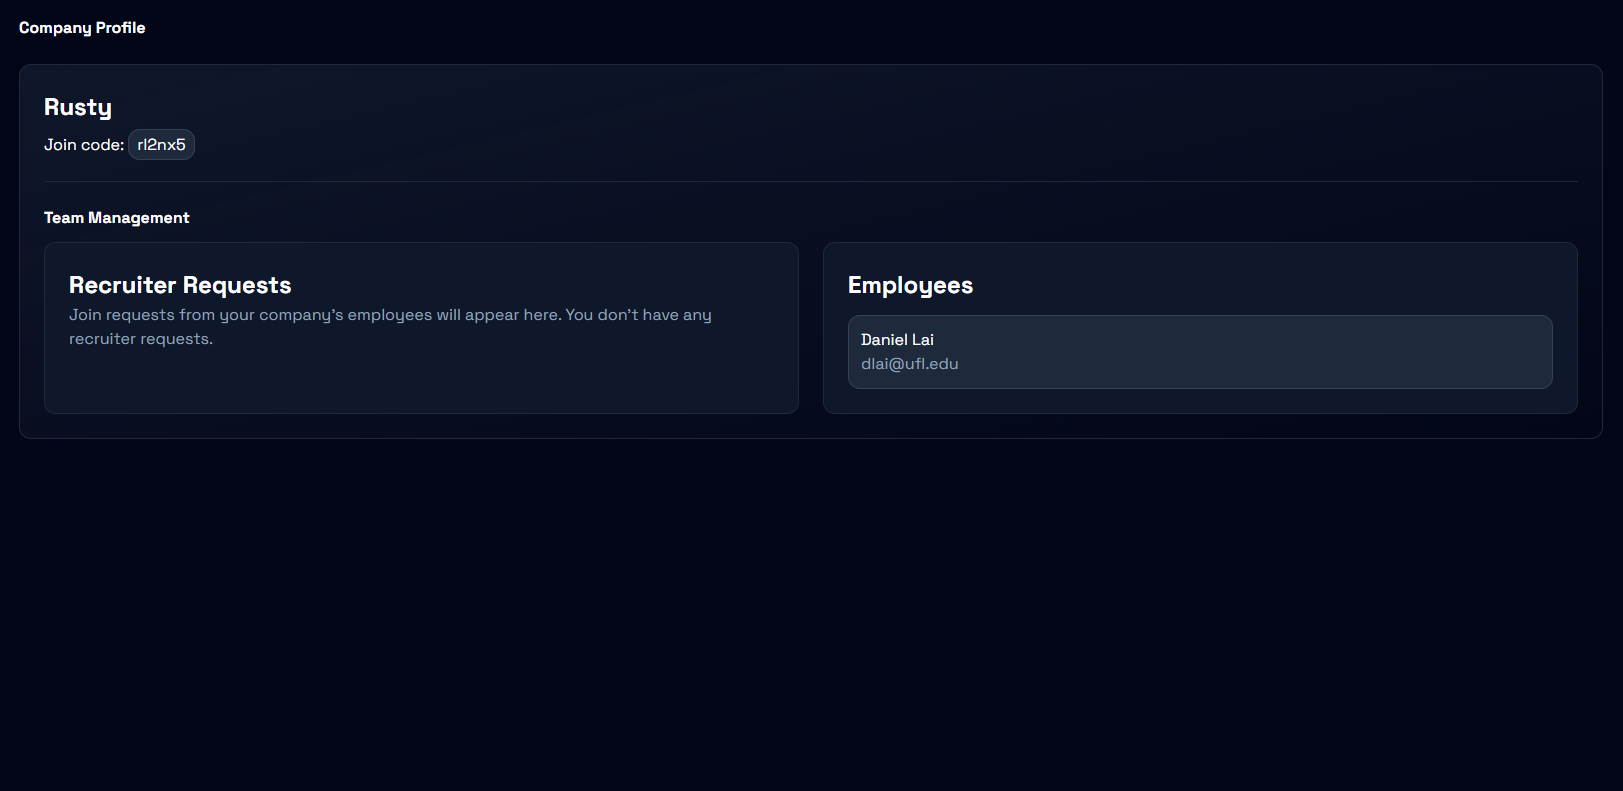 Company Profile
Rusty
Join code: rl2nx5
Team Management
Recruiter Requests
Join requests from your company's employees will appear here. You don't have any
recruiter requests.
Employees
Daniel Lai
dlai@ufl.edu